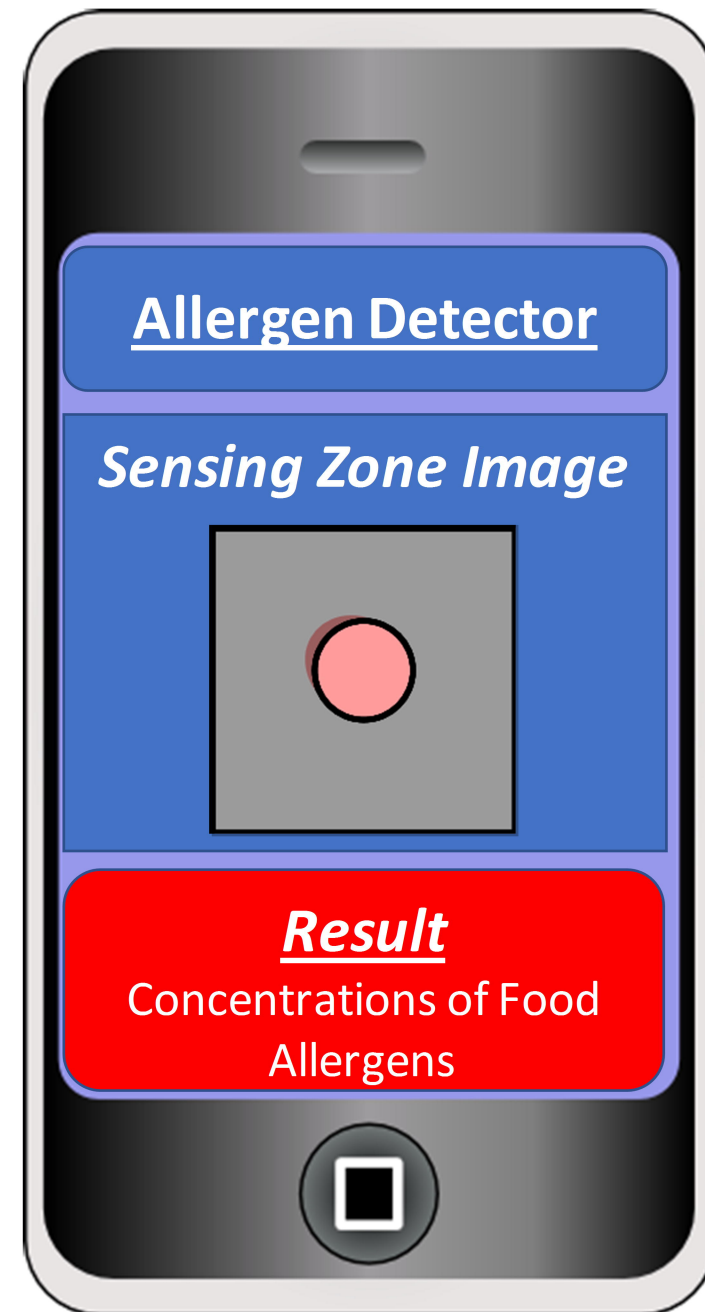 Allergen Detector
Sensing Zone Image
Result
Concentrations of Food
Allergens